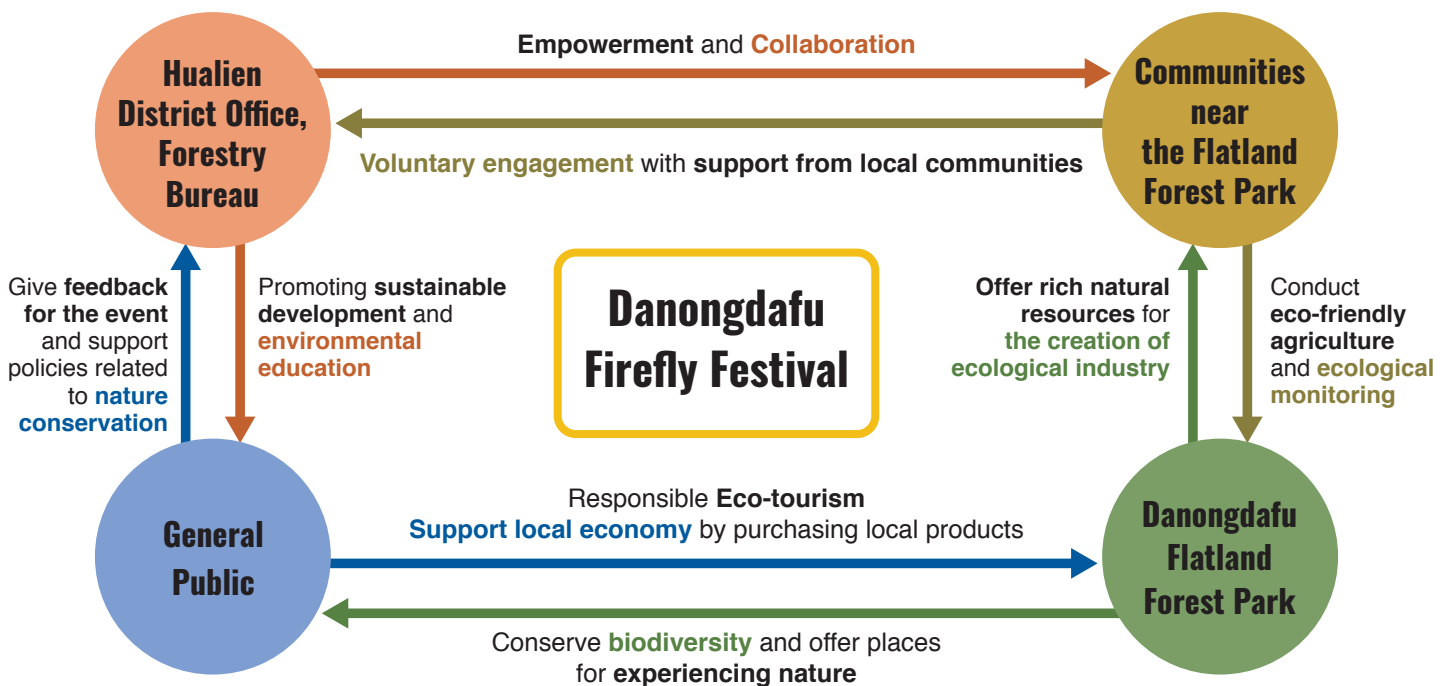 Empowerment and Collaboration
Hualien
District Office,
Forestry
Bureau
Communities
near
the Flatland
Forest Park
Voluntary engagement with support from local communities
Give feedback
for the event
and support
policies related
to nature
conservation
Promoting sustainable
development and
environmental
education
Danongdafu
Firefly Festival
Offer rich natural
resources for
the creation of
ecological industry
Conduct
eco-friendly
agriculture
and ecological
monitoring
General
Public
Responsible Eco-tourism
Support local economy by purchasing local products
Danongdafu
Flatland
Forest Park
Conserve biodiversity and offer places
for experiencing nature